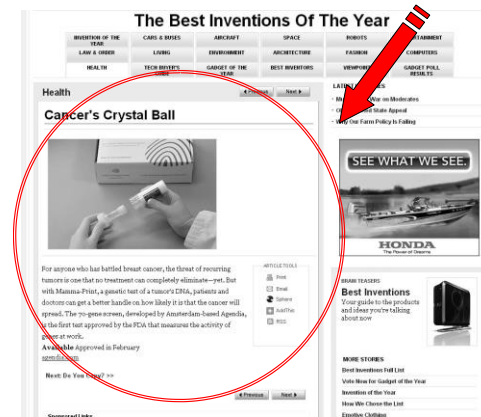 The Best Inventions Of The Year
INVENTION OF THE YEAR
CARS & BUSES
AIRCRAFT
SPACE
ROBOTS
LAW & ORDER
LIVING
ENVIRONMENT
ARCHITECTURE
FASHION
COMPUTERS
HEALTH
TECH BUYER'S
GADGET OF THE YEAR
BEST INVENTORS
VIEWPOINT
GADGET POLL RESULTS
Health
Next
Cancer's Crystal Ball
For anyone who has battled breast cancer, the threat of recurring
tumors is one that no treatment can completely eliminate—yet. But
with Mamma-Print, a genetic test of a tumor's DNA, patients and
doctors can get a better handle on how likely it is that the cancer will
spread. The 70-gene screen, developed by Amsterdam-based Agendia,
is the first test approved by the FDA that measures the activity of
genes at work.
Available Approved in February
agendia.com
Next: Do You Copy? >>
ARTICLE TOOLS
Print
Email
Sphere
AddThis
RSS
Previous
Next
Sponsored Links
War on Moderates
State Appeal
Why Our Farm Policy Is Failing
SEE WHAT WE SEE.
HONDA
The Power of Dreams
BRAIN TEASERS
Best Inventions
Your guide to the products
and ideas you're talking
about now
MORE STORIES
Best Inventions Full List
Vote Now for Gadget of the Year
Invention of the Year
How We Chose the List
Emotive Clothing